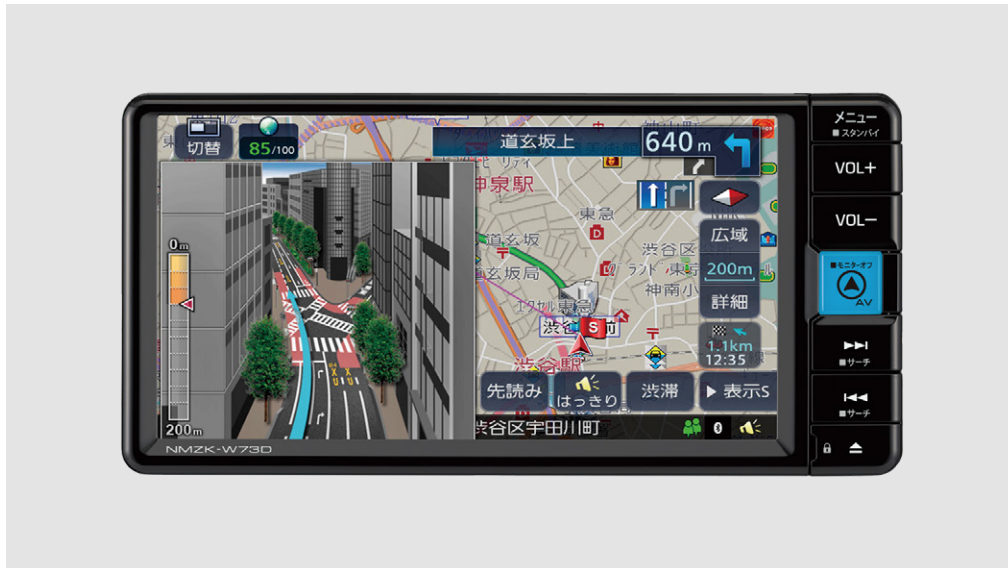 切替
85/100
道玄坂上
640m
神泉駅
東急
道玄坂
道玄坂局
渋谷区
神南小
広域
200m
詳細
0m
S
1.1km
12:35
渋谷駅
先読み
はっきり
渋滞
▶表示S
200m
渋谷区宇田川町
NMZK-W73D
メニュー
■スタンバイ
VOL+
VOL−
■モニターオフ
AV
■サーチ
■サーチ